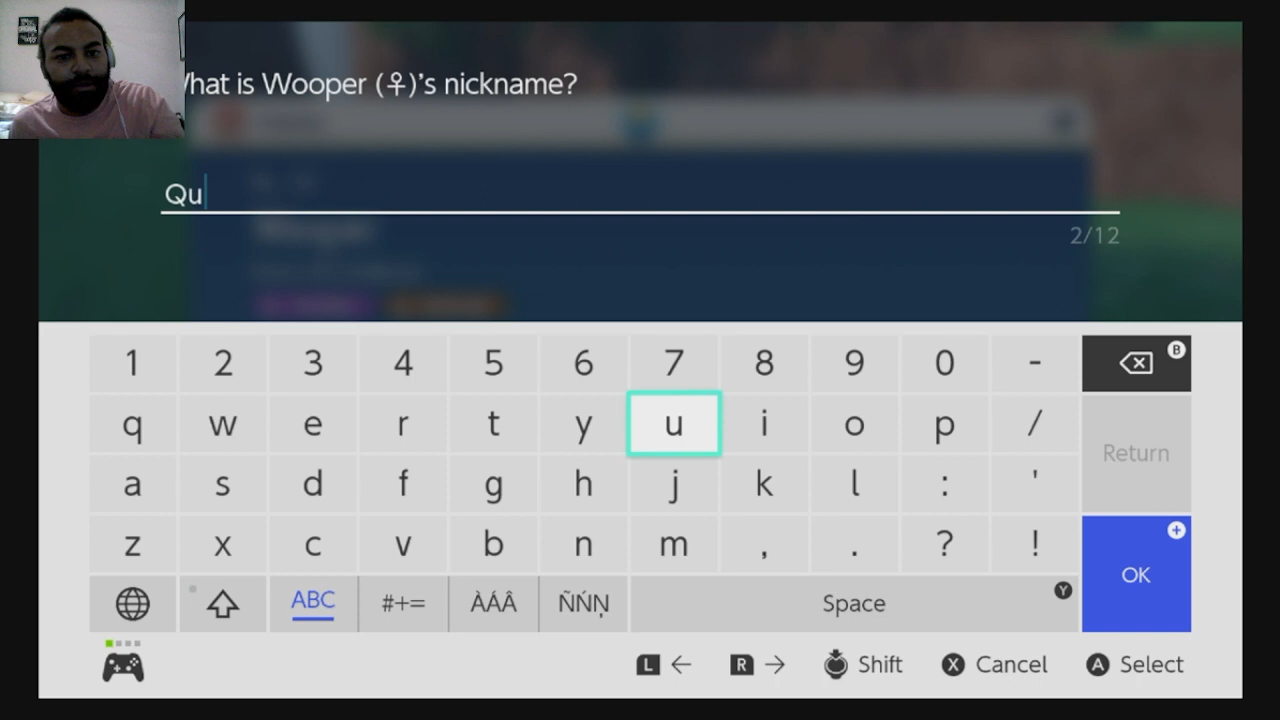 hat is Wooper (♀)'s nickname?
Qu
2/12
1 2 3 4 5 6 7 8 9 0 -
B
q w e r t y u i o p /
Return
a s d f g h j k l : '
z x c v b n m , . ? !
+
OK
ABC #+= ÀÁÂ ÑŃŅ Space Y
L ← R → Shift X Cancel A Select